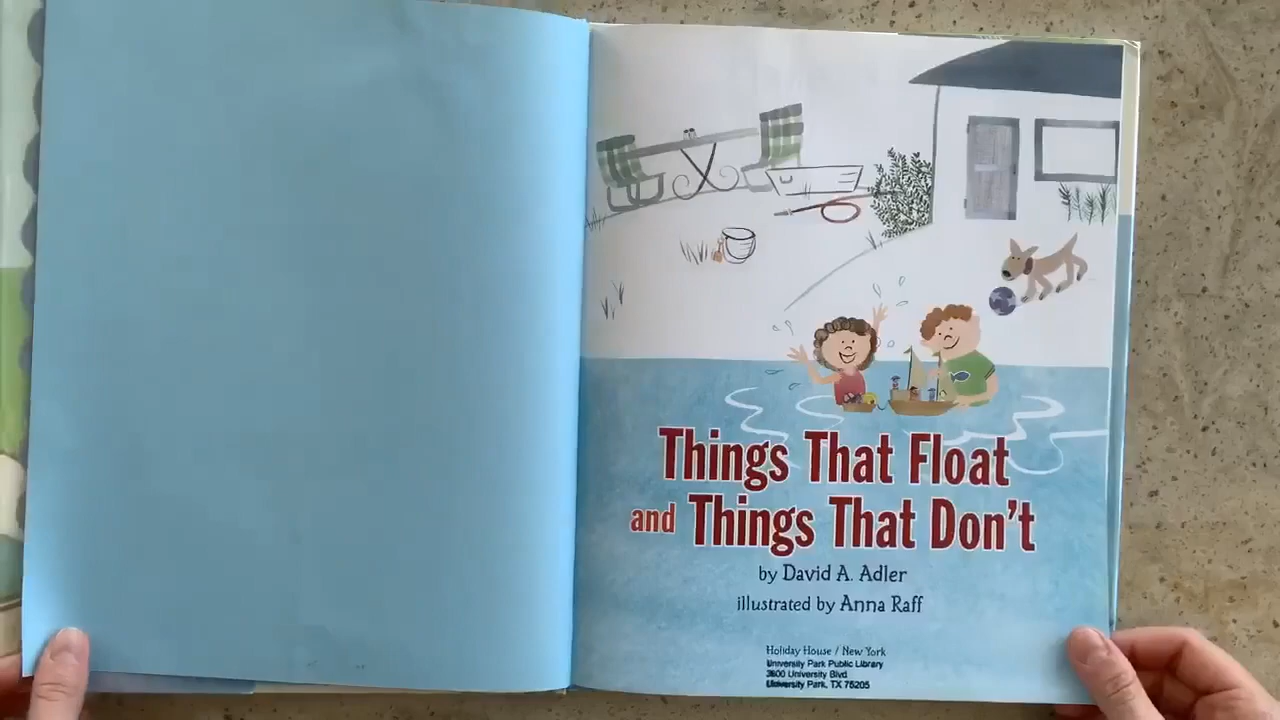 Things That Float
and Things That Don't
by David A. Adler
illustrated by Anna Raff
Holiday House / New York
University Park Public Library
3800 University Blvd
University Park, TX 75205